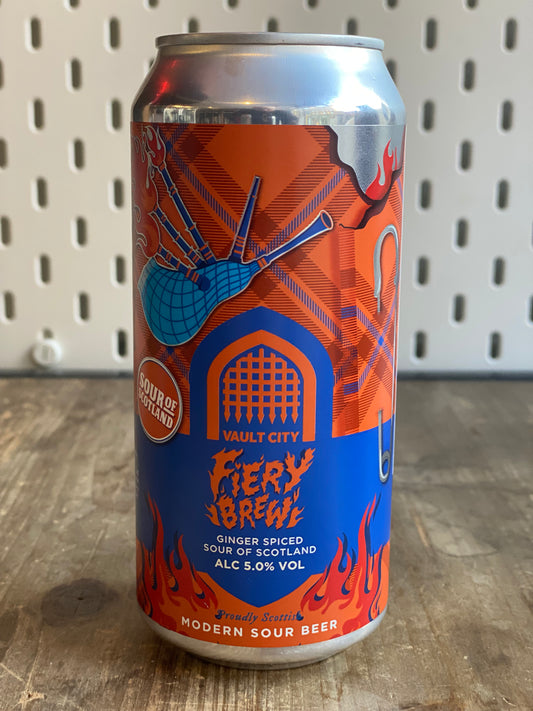 SOUR OF
SCOTLAND
VAULT CITY
FIERY
BREW
GINGER SPICED
SOUR OF SCOTLAND
ALC 5.0% VOL
Proudly Scottish
MODERN SOUR BEER